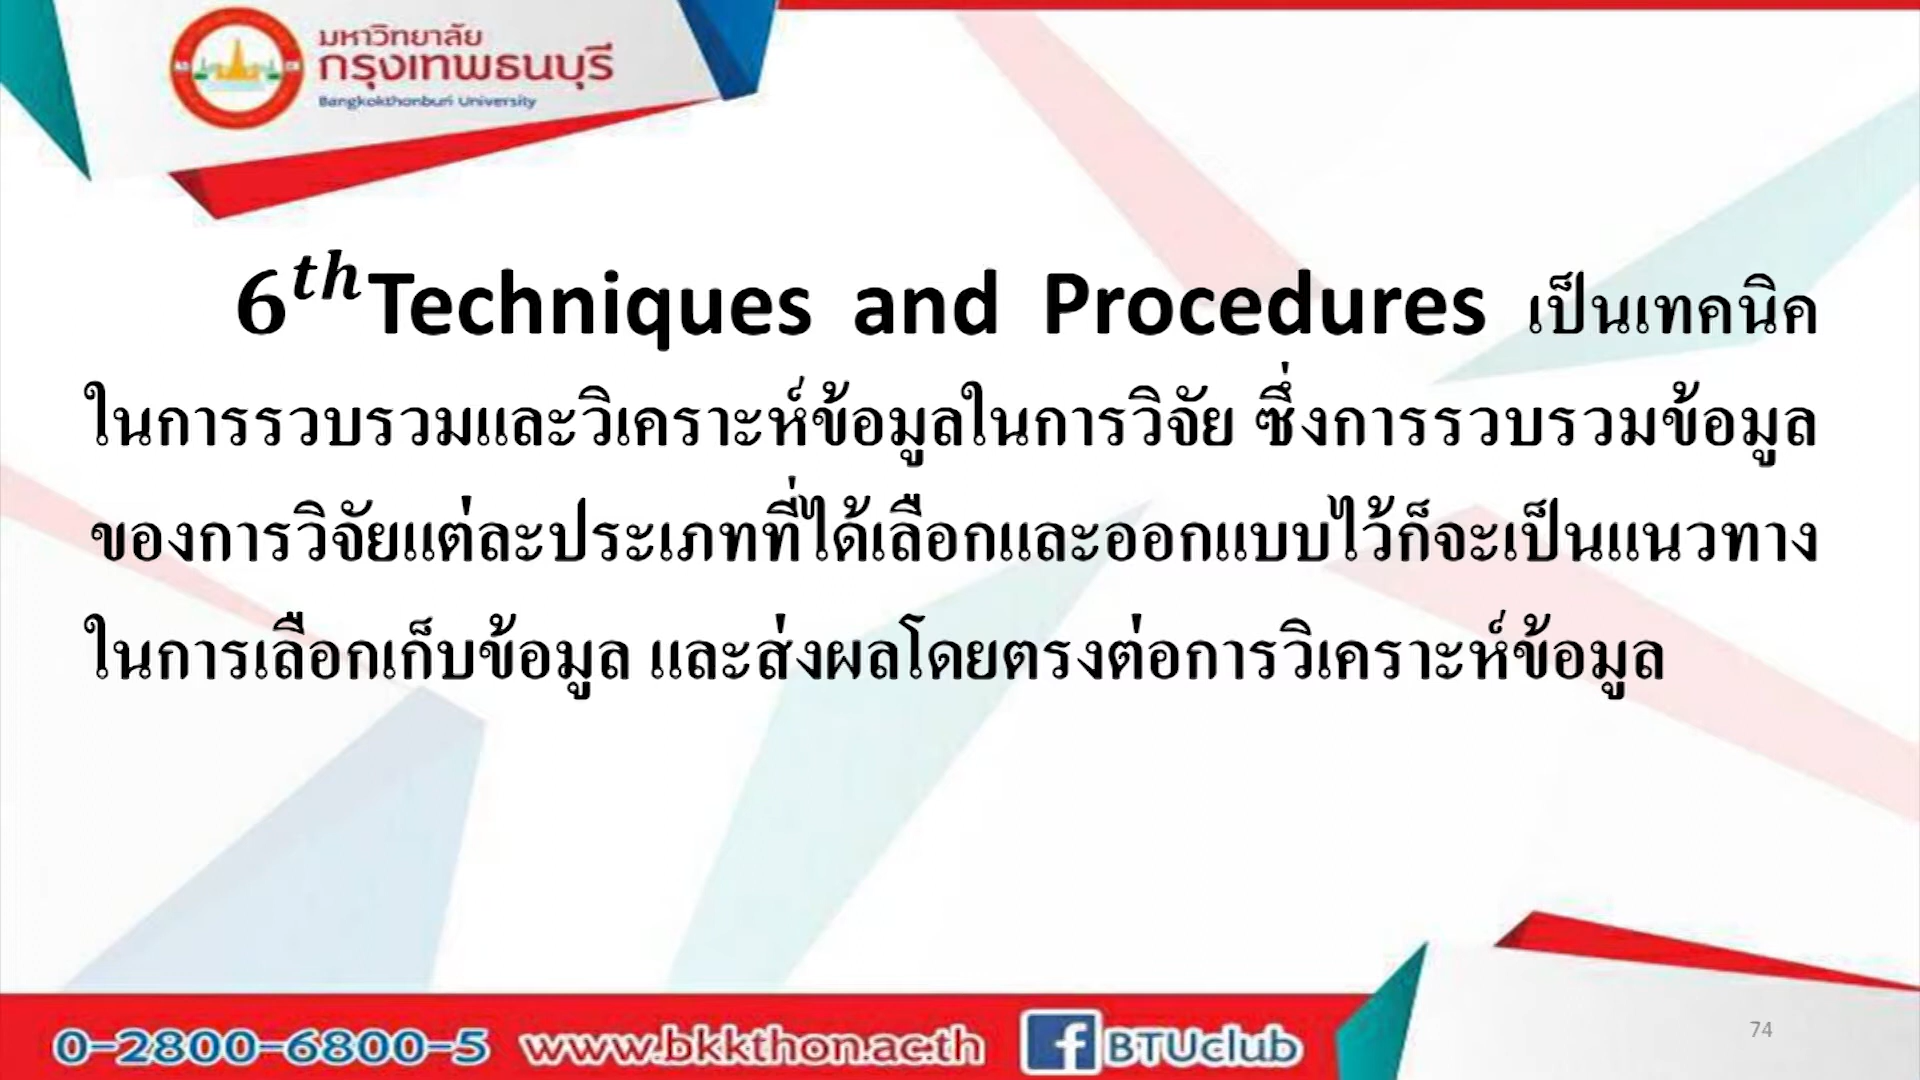 มหาวิทยาลัย
กรุงเทพธนบุรี
Bangkokthonburi University
6th Techniques and Procedures เป็นเทคนิค
ในการรวบรวมและวิเคราะห์ข้อมูลในการวิจัย ซึ่งการรวบรวมข้อมูล
ของการวิจัยแต่ละประเภทที่ได้เลือกและออกแบบไว้ก็จะเป็นแนวทาง
ในการเลือกเก็บข้อมูล และส่งผลโดยตรงต่อการวิเคราะห์ข้อมูล
0-2800-6800-5 www.bkkthon.ac.th f BTUclub
74